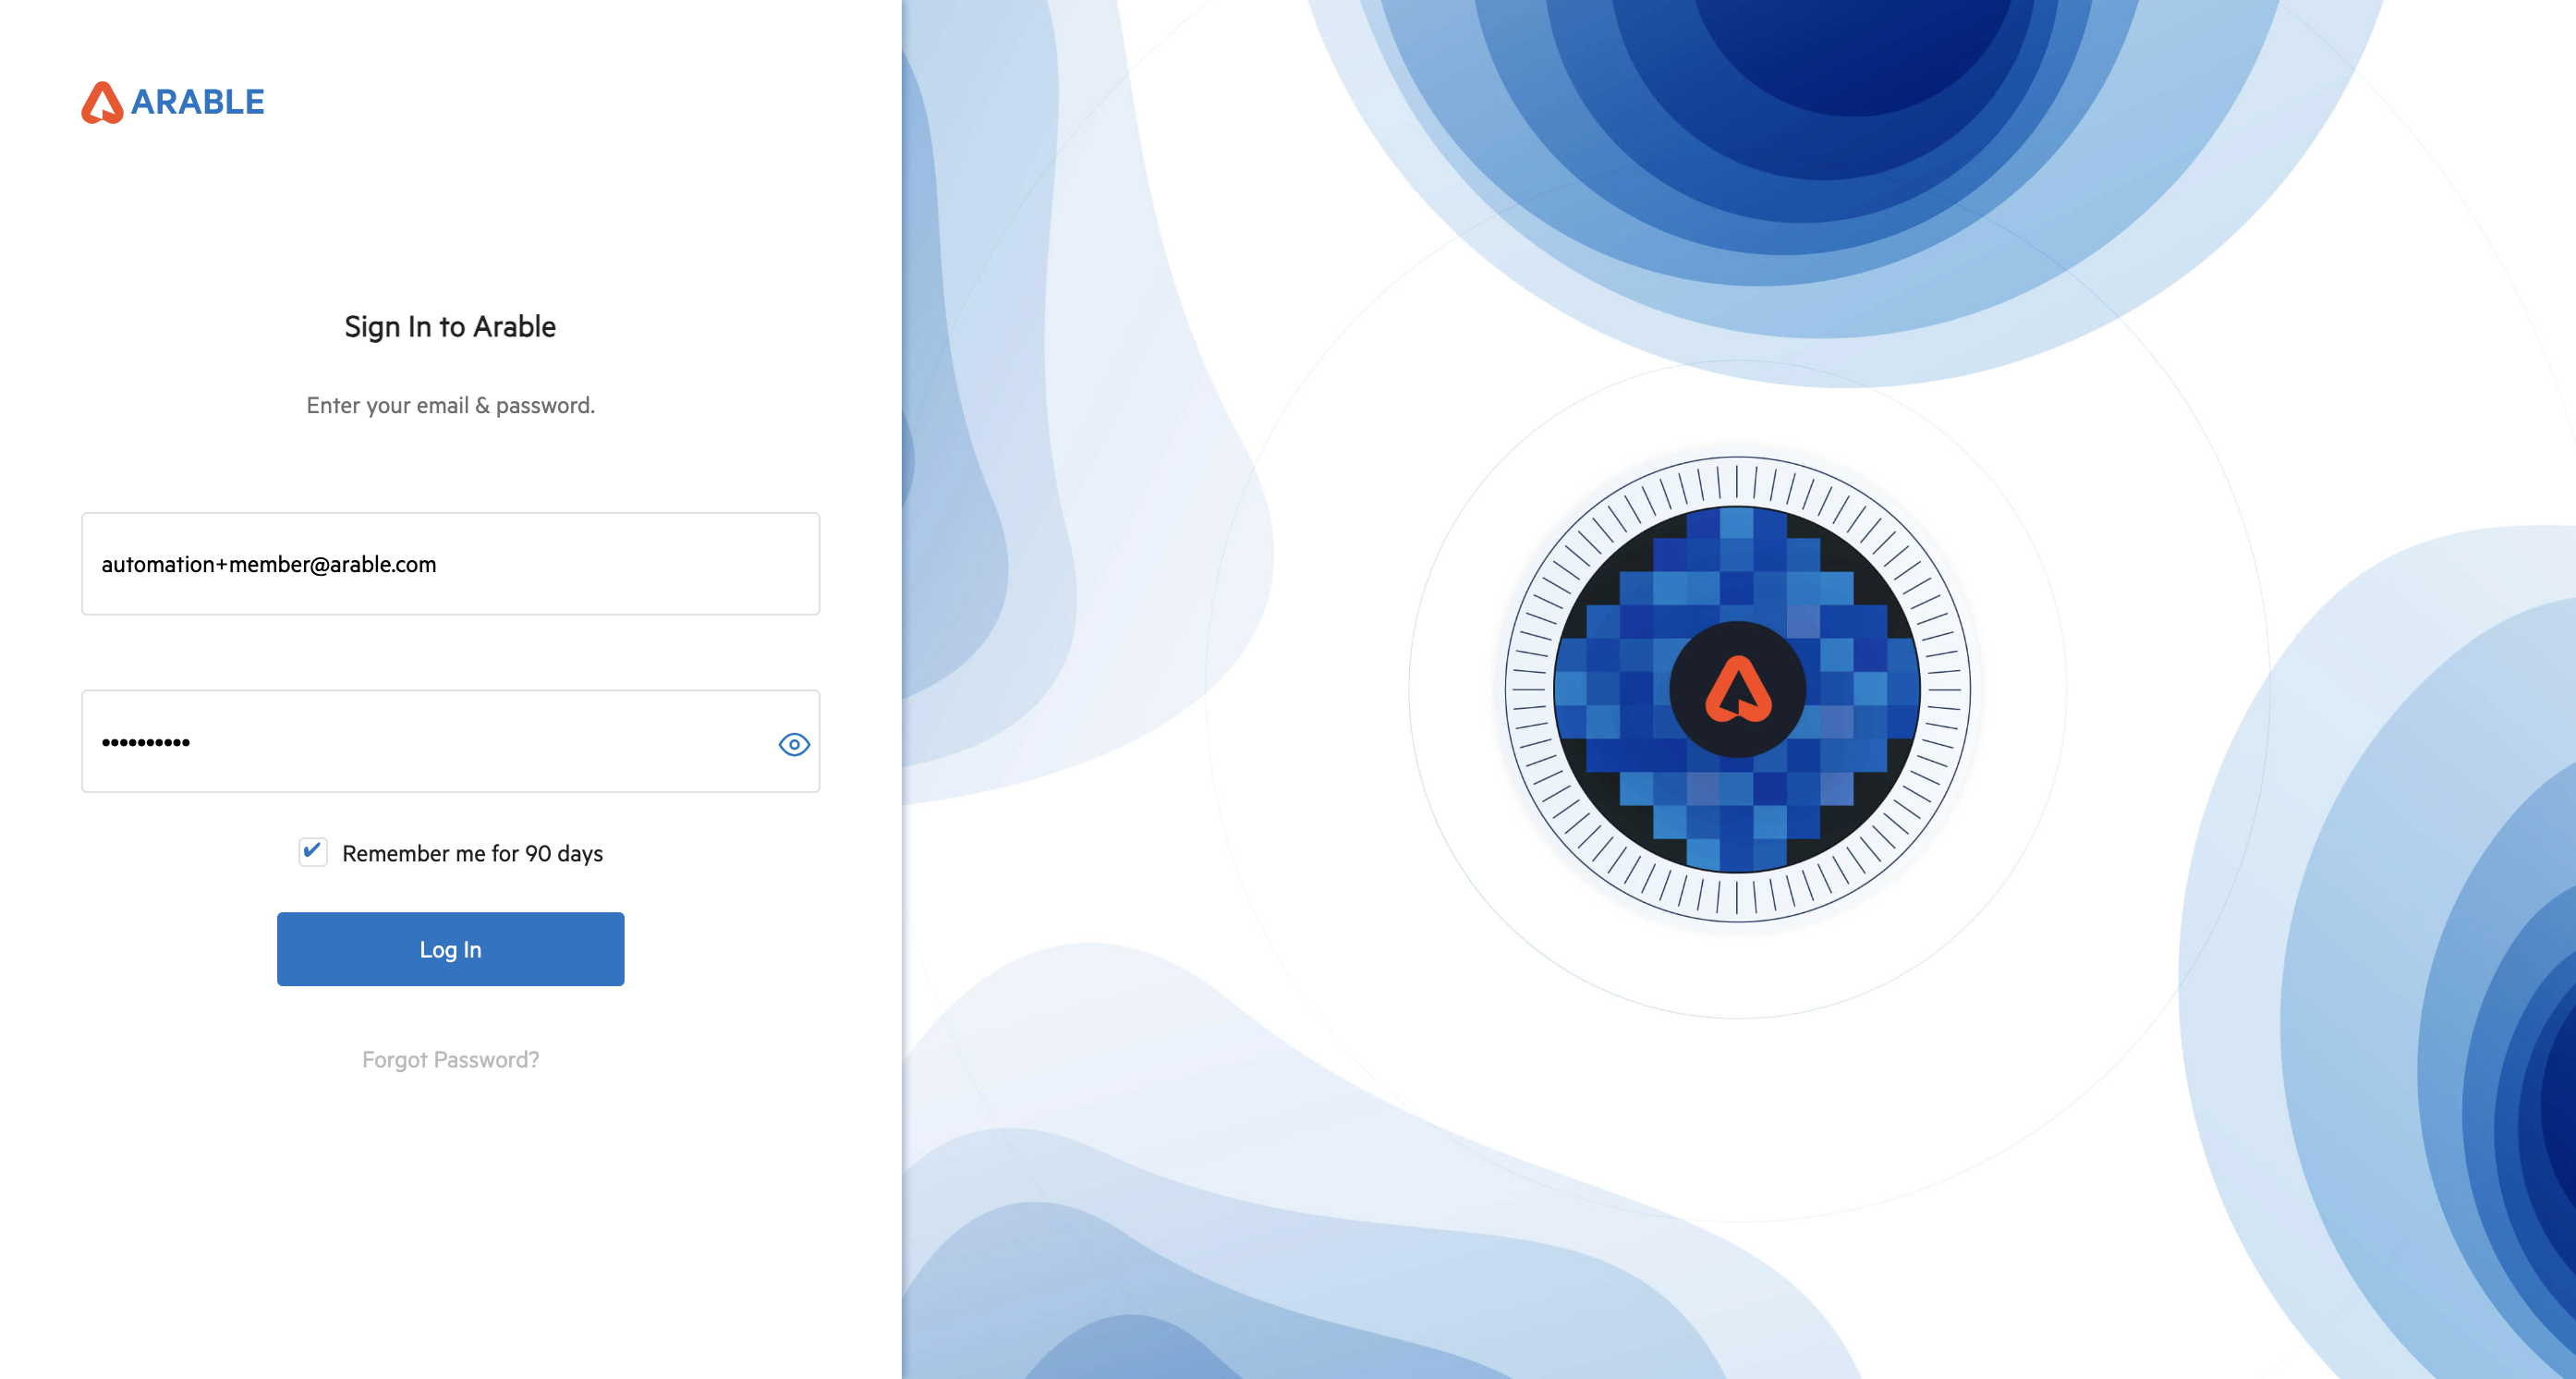 ARABLE
Sign In to Arable
Enter your email & password.
automation+member@arable.com
••••••••••
Remember me for 90 days
Log In
Forgot Password?